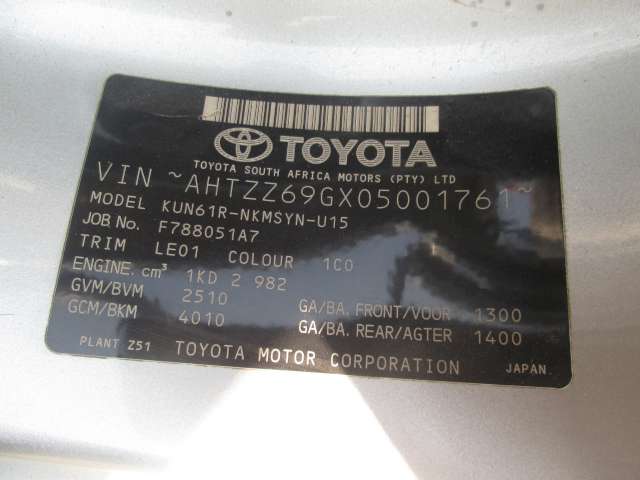 TOYOTA
TOYOTA SOUTH AFRICA MOTORS (PTY) LTD
VIN ~AHTZZ69GX05001761~
MODEL KUN61R-NKMSYN-U15
JOB No. F788051A7
TRIM LE01 COLOUR 1C0
ENGINE. cm³ 1KD 2 982
GVM/BVM 2510 GA/BA. FRONT/VOOR 1300
GCM/BKM 4010 GA/BA. REAR/AGTER 1400
PLANT Z51 TOYOTA MOTOR CORPORATION JAPAN.